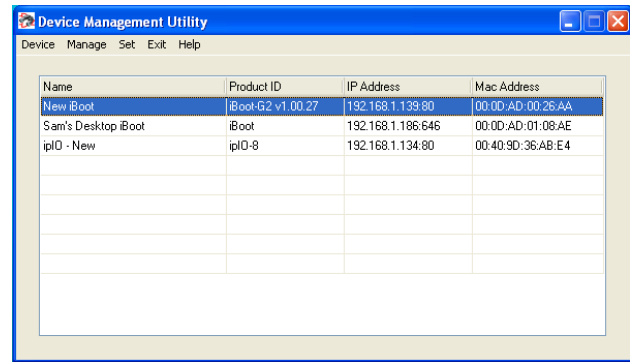 Device Management Utility
Device Manage Set Exit Help
Name Product ID IP Address Mac Address
New iBoot iBoot-G2 v1.00.27 192.168.1.139:80 00:0D:AD:00:26:AA
Sam's Desktop iBoot iBoot 192.168.1.186:646 00:0D:AD:01:08:AE
ipIO - New ipIO-8 192.168.1.134:80 00:40:9D:36:AB:E4